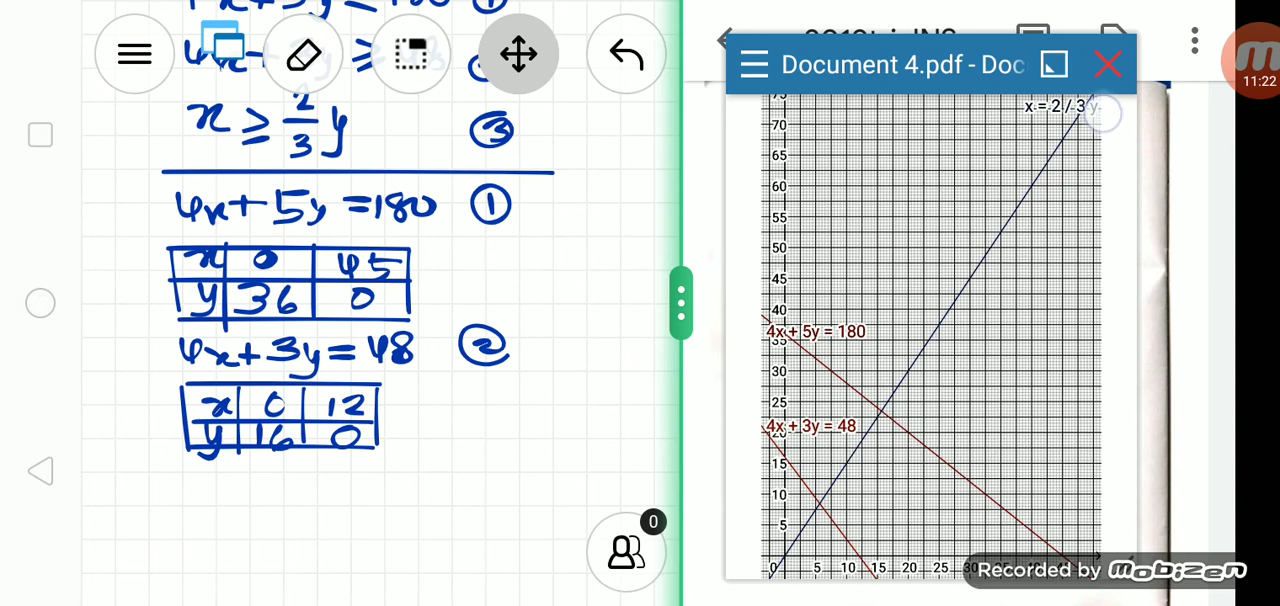 x ≥ 2/3 y ③
4x + 5y = 180 ①
x 0 45
y 36 0
4x + 3y = 48 ②
x 0 12
y 16 0
0
Document 4.pdf - Doc
11:22
x = 2 / 3 y
75
70
65
60
55
50
45
40
35
30
25
20
15
10
5
4x + 5y = 180
4x + 3y = 48
0 5 10 15 20 25 30
Recorded by mobizen